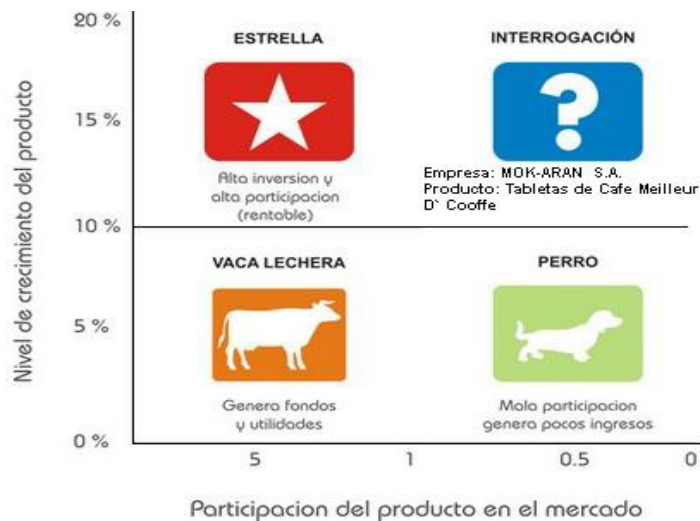 20 %
ESTRELLA
INTERROGACIÓN
15 %
?
Alta inversion y
alta participacion
(rentable)
Empresa: MOK-ARAN S.A.
Producto: Tabletas de Cafe Meilleur
D` Cooffe
10 %
VACA LECHERA
PERRO
5 %
Genera fondos
y utilidades
Mala participacion
genera pocos ingresos
0 %
5
1
0.5
0
Nivel de crecimiento del producto
Participacion del producto en el mercado